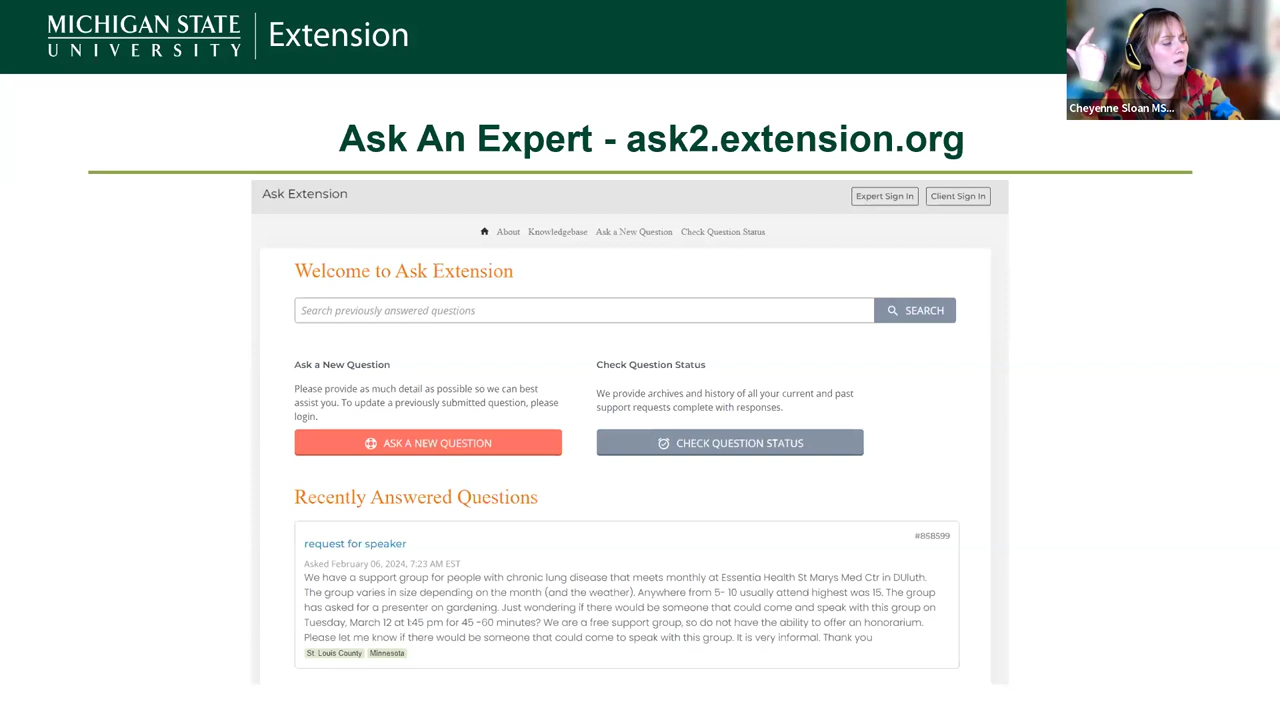 MICHIGAN STATE
UNIVERSITY
Extension
Cheyenne Sloan MS...
Ask An Expert - ask2.extension.org
Ask Extension
Expert Sign In
Client Sign In
About Knowledgebase Ask a New Question Check Question Status
Welcome to Ask Extension
Search previously answered questions
SEARCH
Ask a New Question
Please provide as much detail as possible so we can best
assist you. To update a previously submitted question, please
login.
ASK A NEW QUESTION
Check Question Status
We provide archives and history of all your current and past
support requests complete with responses.
CHECK QUESTION STATUS
Recently Answered Questions
request for speaker
#858599
Asked February 06, 2024, 7:23 AM EST
We have a support group for people with chronic lung disease that meets monthly at Essentia Health St Marys Med Ctr in DUluth.
The group varies in size depending on the month (and the weather). Anywhere from 5- 10 usually attend highest was 15. The group
has asked for a presenter on gardening. Just wondering if there would be someone that could come and speak with this group on
Tuesday, March 12 at 1:45 pm for 45 -60 minutes? We are a free support group, so do not have the ability to offer an honorarium.
Please let me know if there would be someone that could come to speak with this group. It is very informal. Thank you
St. Louis County Minnesota